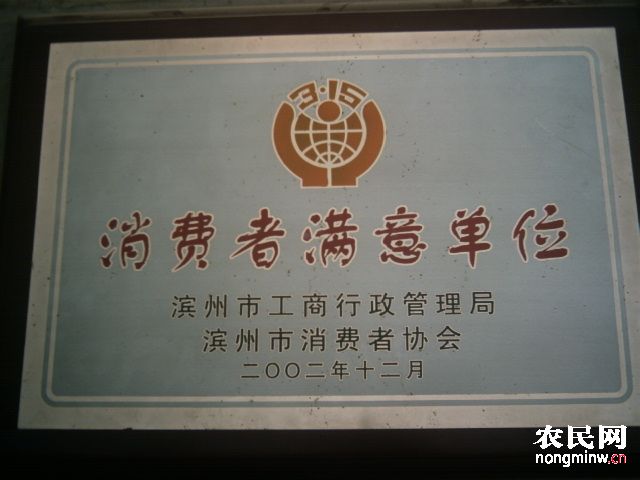 3·15
消费者满意单位
滨州市工商行政管理局
滨州市消费者协会
二〇〇二年十二月
农民网
nongminw.cn